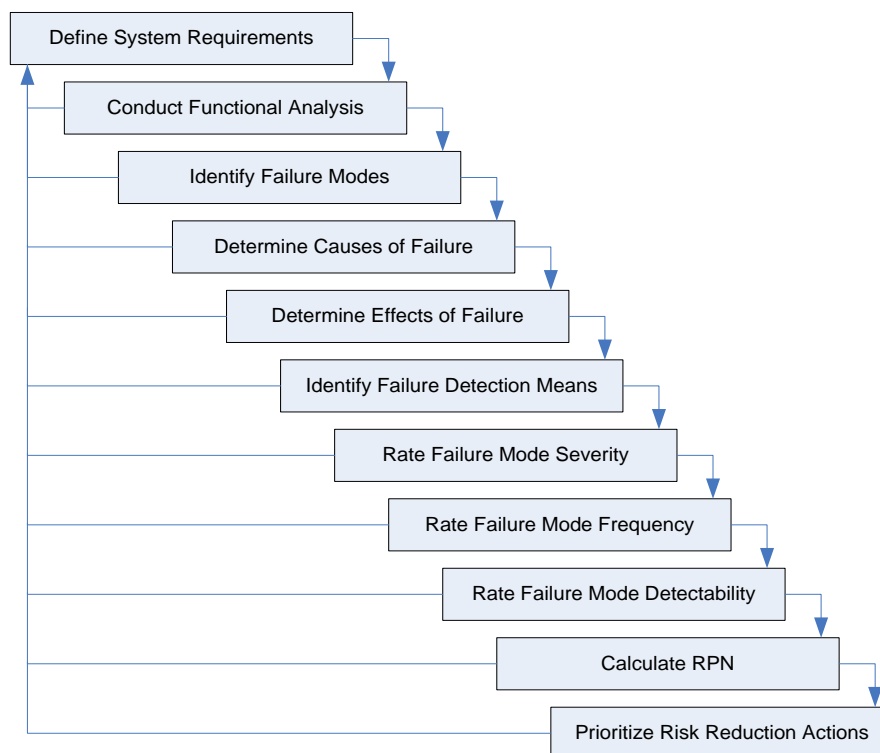 Define System Requirements
Conduct Functional Analysis
Identify Failure Modes
Determine Causes of Failure
Determine Effects of Failure
Identify Failure Detection Means
Rate Failure Mode Severity
Rate Failure Mode Frequency
Rate Failure Mode Detectability
Calculate RPN
Prioritize Risk Reduction Actions